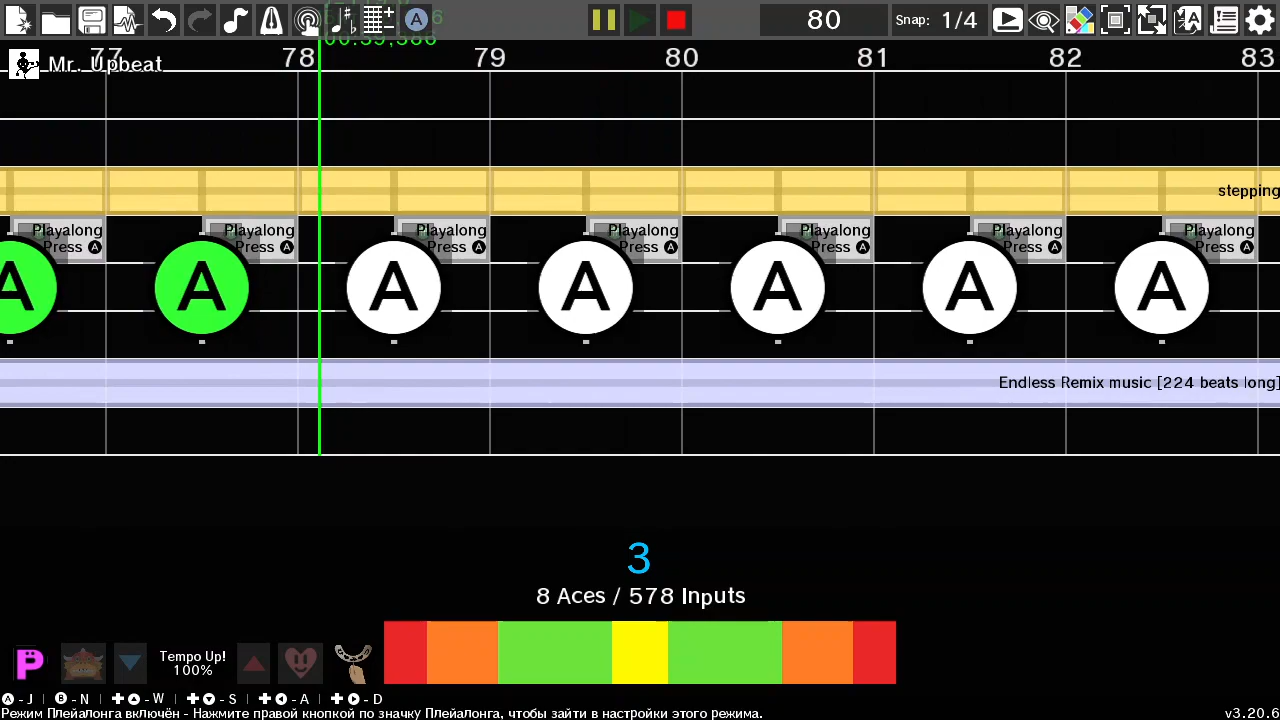 A
80
Snap: 1/4
00:39,386
77 78 79 80 81 82 83
Mr. Upbeat
stepping
Playalong Playalong Playalong Playalong Playalong Playalong Playalong
Press A Press A Press A Press A Press A Press A Press A
A A A A A A A
Endless Remix music [224 beats long]
3
8 Aces / 578 Inputs
P
Tempo Up!
100%
A - J | B - N | - W | - S | - A | - D
Режим Плейалонга включён - Нажмите правой кнопкой по значку Плейалонга, чтобы зайти в настройки этого режима.
v3.20.6